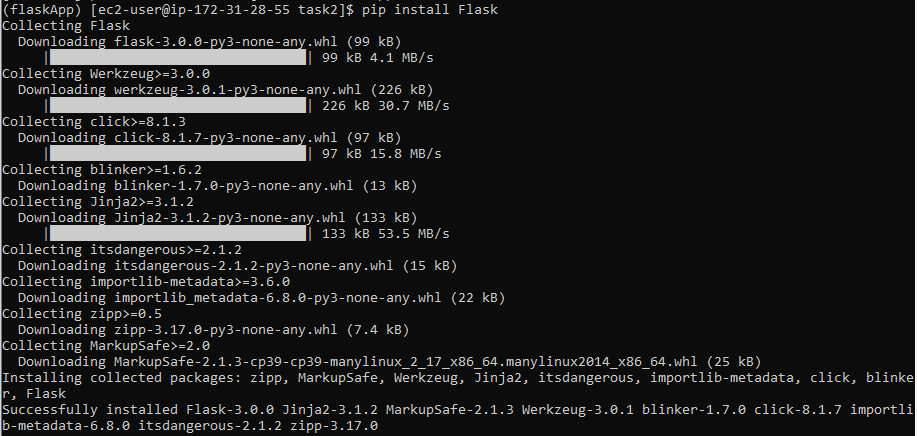 (flaskApp) [ec2-user@ip-172-31-28-55 task2]$ pip install Flask
Collecting Flask
  Downloading flask-3.0.0-py3-none-any.whl (99 kB)
     |████████████████████████████████| 99 kB 4.1 MB/s
Collecting Werkzeug>=3.0.0
  Downloading werkzeug-3.0.1-py3-none-any.whl (226 kB)
     |████████████████████████████████| 226 kB 30.7 MB/s
Collecting click>=8.1.3
  Downloading click-8.1.7-py3-none-any.whl (97 kB)
     |████████████████████████████████| 97 kB 15.8 MB/s
Collecting blinker>=1.6.2
  Downloading blinker-1.7.0-py3-none-any.whl (13 kB)
Collecting Jinja2>=3.1.2
  Downloading Jinja2-3.1.2-py3-none-any.whl (133 kB)
     |████████████████████████████████| 133 kB 53.5 MB/s
Collecting itsdangerous>=2.1.2
  Downloading itsdangerous-2.1.2-py3-none-any.whl (15 kB)
Collecting importlib-metadata>=3.6.0
  Downloading importlib_metadata-6.8.0-py3-none-any.whl (22 kB)
Collecting zipp>=0.5
  Downloading zipp-3.17.0-py3-none-any.whl (7.4 kB)
Collecting MarkupSafe>=2.0
  Downloading MarkupSafe-2.1.3-cp39-cp39-manylinux_2_17_x86_64.manylinux2014_x86_64.whl (25 kB)
Installing collected packages: zipp, MarkupSafe, Werkzeug, Jinja2, itsdangerous, importlib-metadata, click, blinke
r, Flask
Successfully installed Flask-3.0.0 Jinja2-3.1.2 MarkupSafe-2.1.3 Werkzeug-3.0.1 blinker-1.7.0 click-8.1.7 importli
b-metadata-6.8.0 itsdangerous-2.1.2 zipp-3.17.0